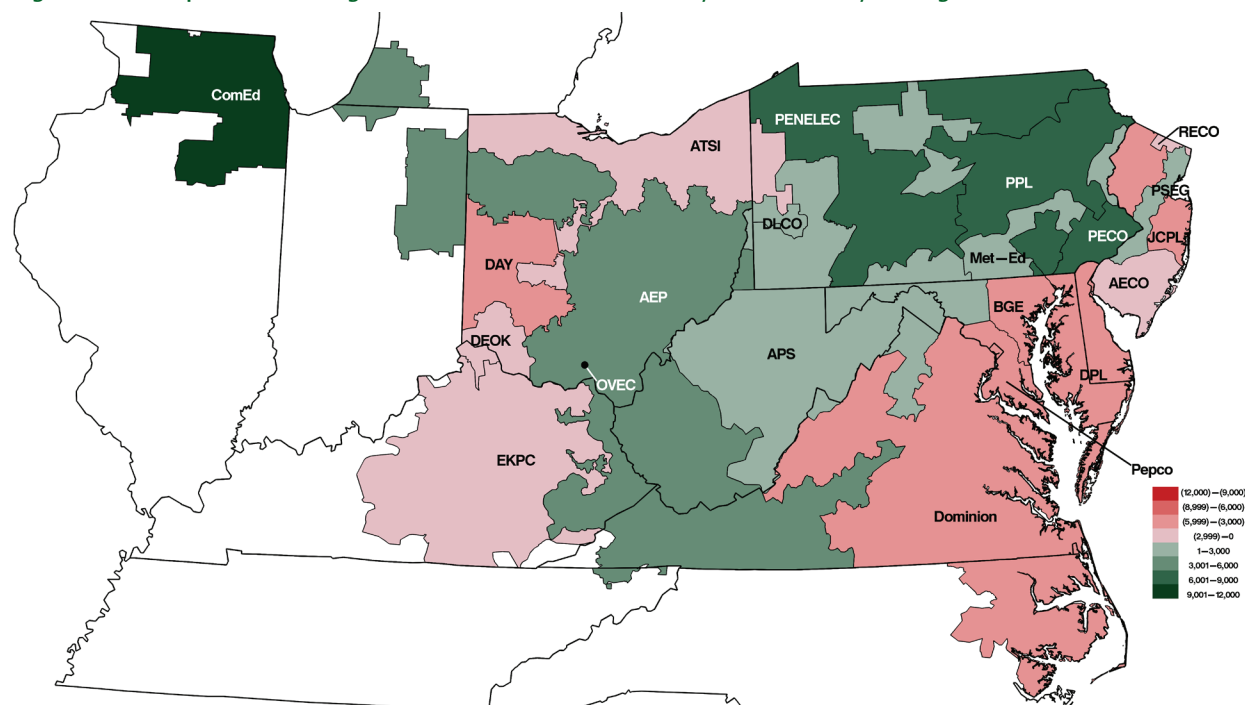 ComEd
PENELEC
RECO
ATSI
PPL
PSEG
DLCO
PECO
JCPL
Met—Ed
DAY
AECO
AEP
BGE
DEOK
APS
DPL
OVEC
EKPC
Pepco
Dominion
(12,000)—(9,000)
(8,999)—(6,000)
(5,999)—(3,000)
(2,999)—0
1—3,000
3,001—6,000
6,001—9,000
9,001—12,000